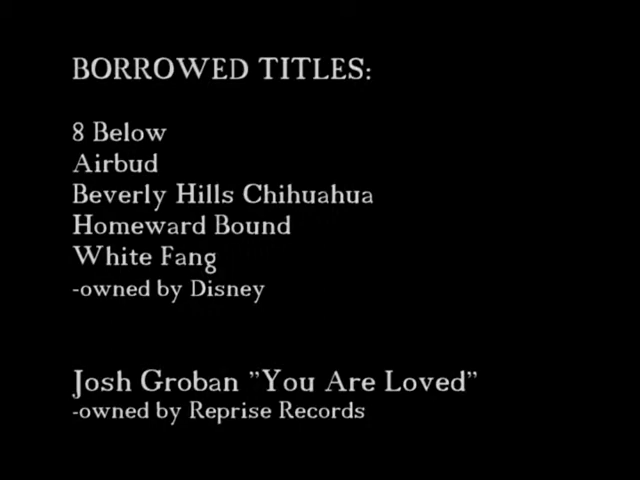 BORROWED TITLES:
8 Below
Airbud
Beverly Hills Chihuahua
Homeward Bound
White Fang
-owned by Disney
Josh Groban "You Are Loved"
-owned by Reprise Records